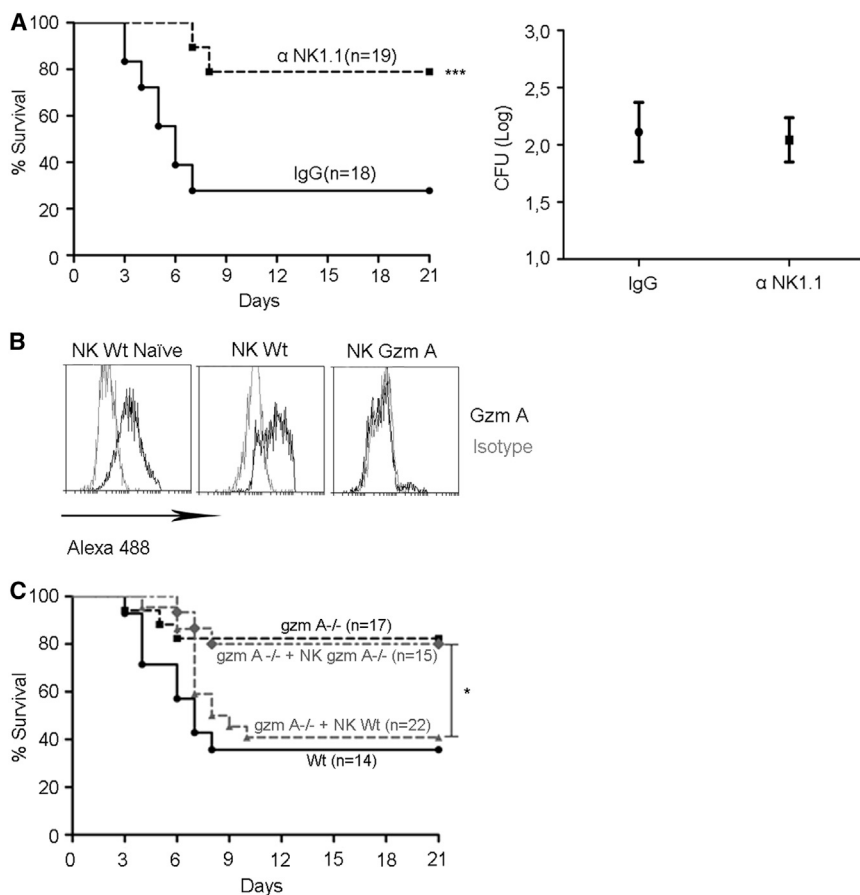 A
% Survival
100
80
60
40
20
0
0 3 6 9 12 15 18 21
Days
α NK1.1(n=19)
***
IgG(n=18)
CFU (Log)
3,0
2,5
2,0
1,5
1,0
IgG α NK1.1
B
NK Wt Naïve NK Wt NK Gzm A
Gzm A
Isotype
Alexa 488
C
% Survival
100
80
60
40
20
0
0 3 6 9 12 15 18 21
Days
gzm A-/- (n=17)
gzm A -/- + NK gzm A-/- (n=15)
*
gzm A-/- + NK Wt (n=22)
Wt (n=14)